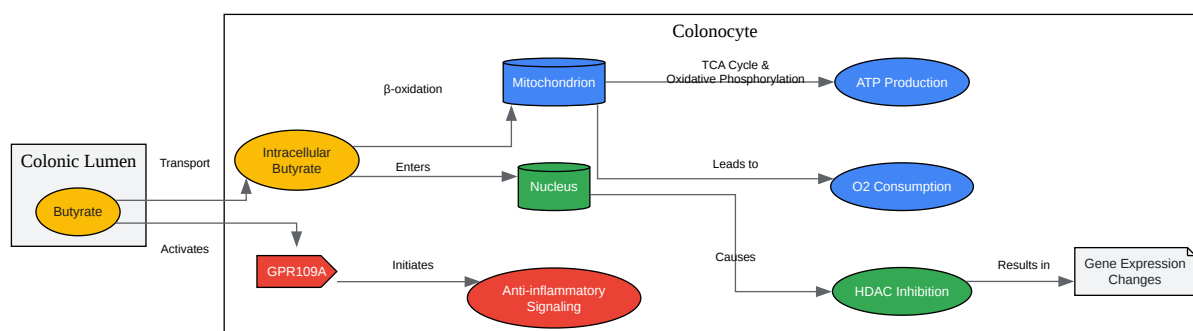 Colonocyte
TCA Cycle &
Oxidative Phosphorylation
Mitochondrion
ATP Production
β-oxidation
Colonic Lumen
Transport
Intracellular
Butyrate
Enters
Nucleus
Leads to
O2 Consumption
Butyrate
Activates
GPR109A
Initiates
Anti-inflammatory
Signaling
Causes
HDAC Inhibition
Results in
Gene Expression
Changes